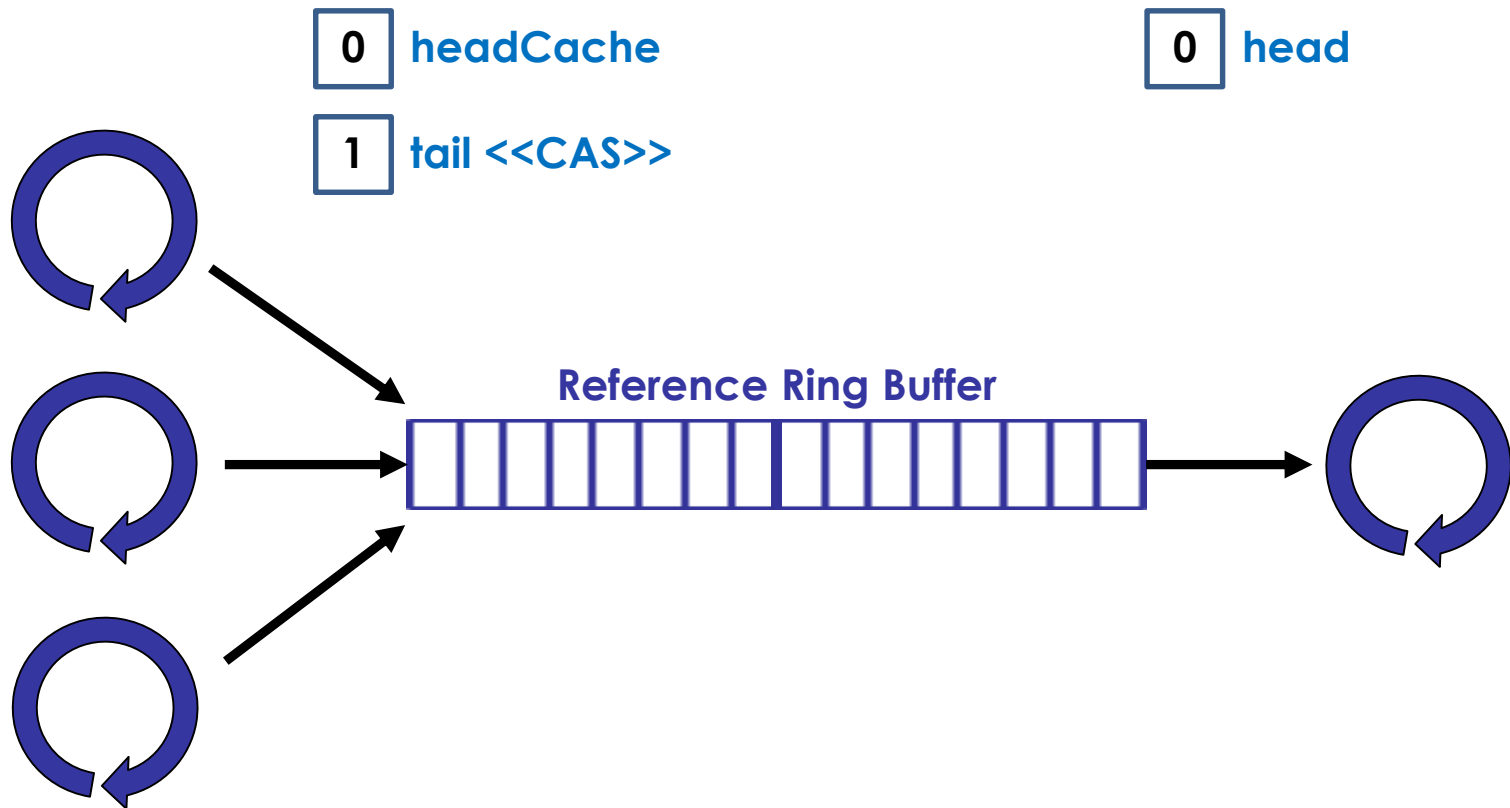 0 headCache
0 head
1 tail <<CAS>>
Reference Ring Buffer